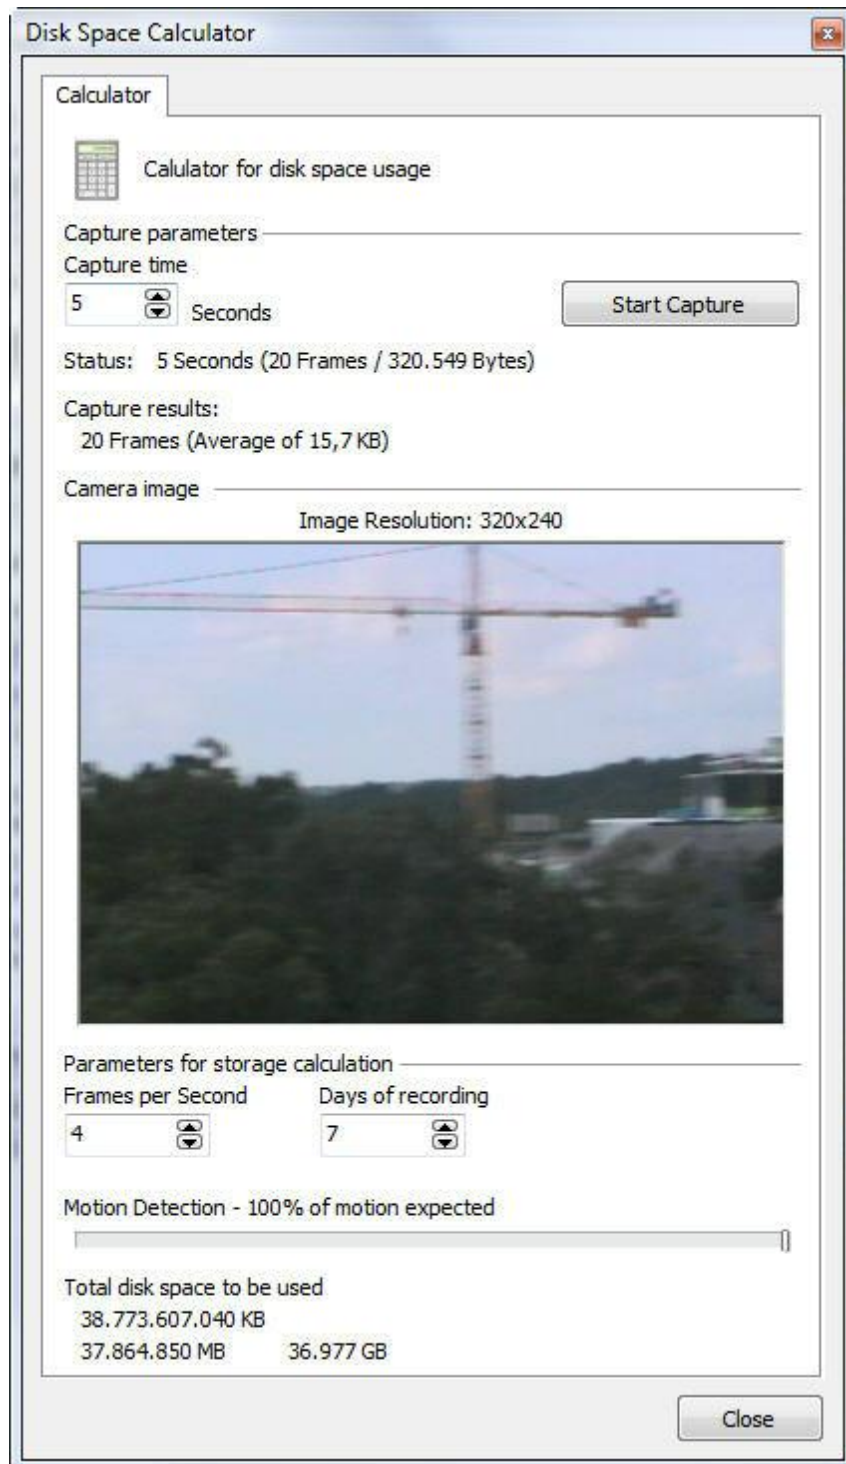 Disk Space Calculator
Calculator
Calulator for disk space usage
Capture parameters
Capture time
5 Seconds
Start Capture
Status: 5 Seconds (20 Frames / 320.549 Bytes)
Capture results:
20 Frames (Average of 15,7 KB)
Camera image
Image Resolution: 320x240
Parameters for storage calculation
Frames per Second Days of recording
4 7
Motion Detection - 100% of motion expected
Total disk space to be used
38.773.607.040 KB
37.864.850 MB 36.977 GB
Close